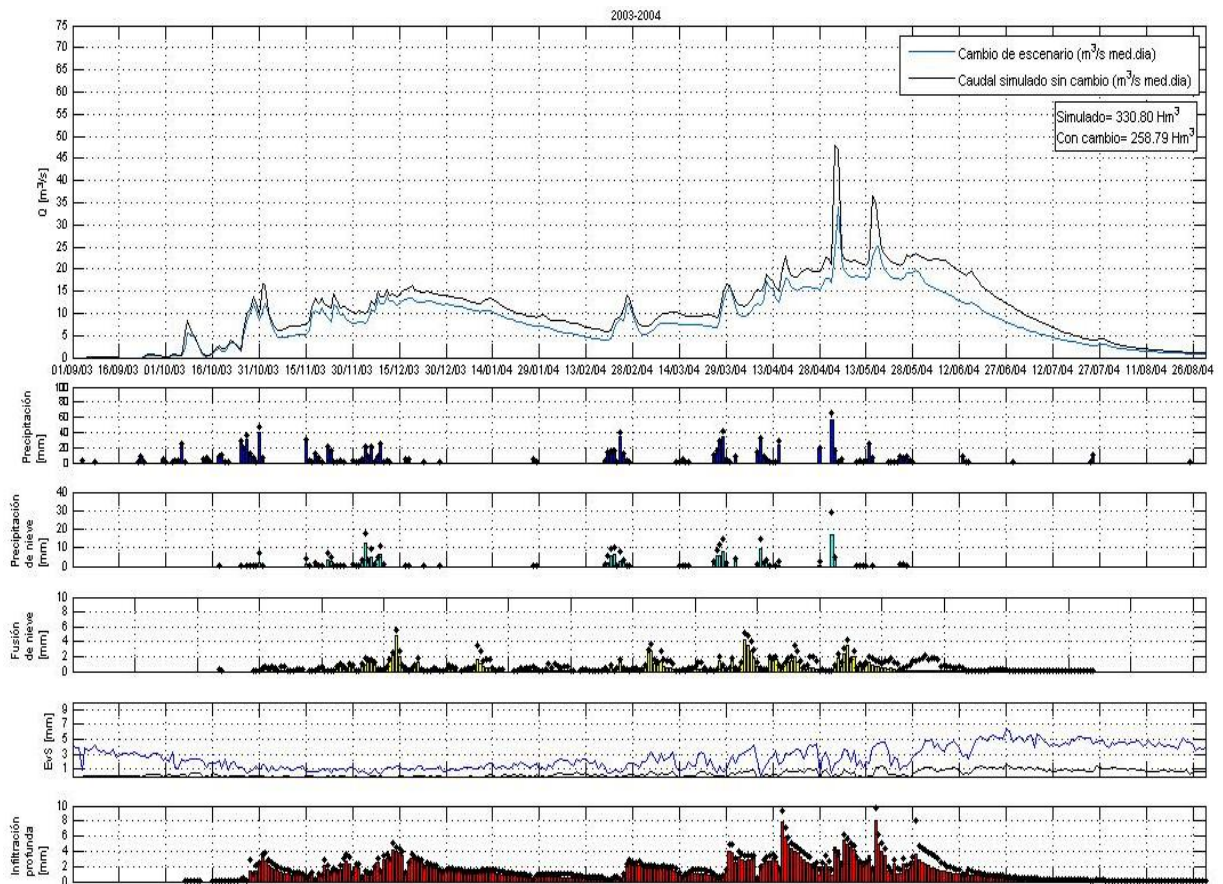 2003-2004
75
70
65
60
55
50
45
40
35
30
25
20
15
10
5
0
Q [m³/s]
Cambio de escenario (m³/s med.dia)
Caudal simulado sin cambio (m³/s med.dia)
Simulado= 330.80 Hm³
Con cambio= 258.79 Hm³
01/09/03 16/09/03 01/10/03 16/10/03 31/10/03 15/11/03 30/11/03 15/12/03 30/12/03 14/01/04 29/01/04 13/02/04 28/02/04 14/03/04 29/03/04 13/04/04 28/04/04 13/05/04 28/05/04 12/06/04 27/06/04 12/07/04 27/07/04 11/08/04 26/08/04
Precipitación
[mm]
100
80
60
40
20
0
Precipitación
de nieve
[mm]
40
30
20
10
0
Fusión
de nieve
[mm]
10
8
6
4
2
0
EvS [mm]
9
7
5
3
1
Infiltración
profunda
[mm]
10
8
6
4
2
0